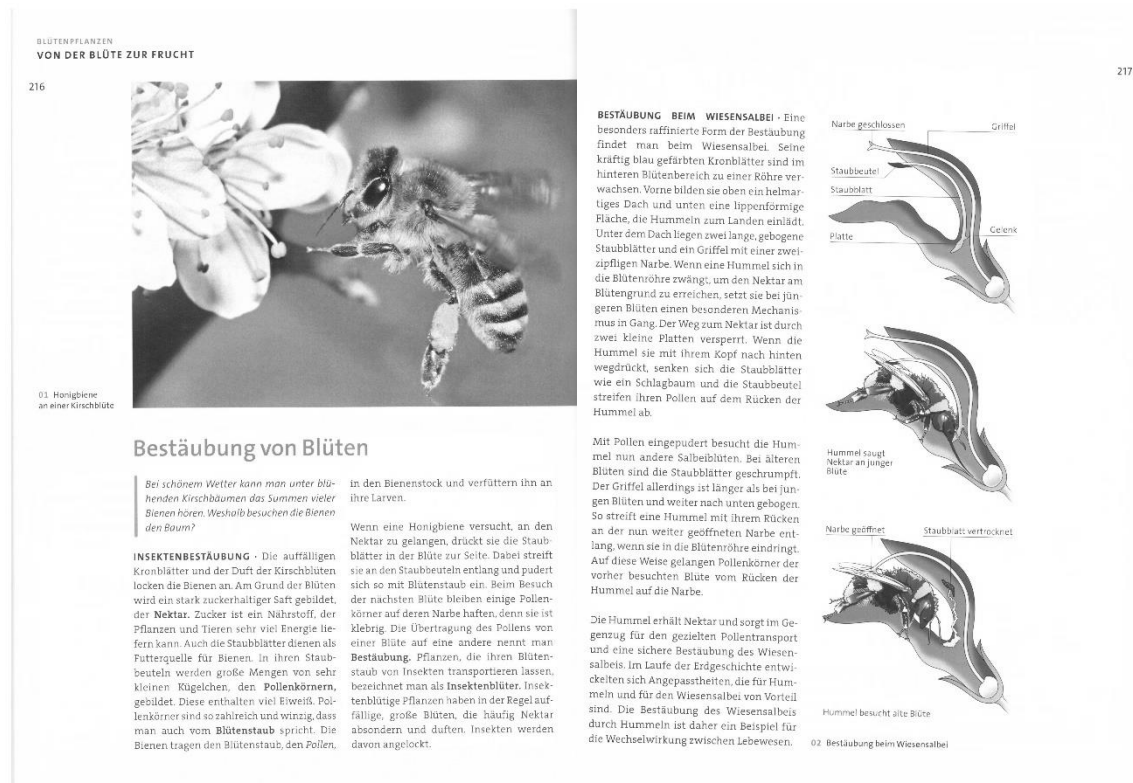 BLÜTENPFLANZEN
VON DER BLÜTE ZUR FRUCHT
216
01 Honigbiene
an einer Kirschblüte
Bestäubung von Blüten
Bei schönem Wetter kann man unter blü-
henden Kirschbäumen das Summen vieler
Bienen hören. Weshalb besuchen die Bienen
den Baum?
INSEKTENBESTÄUBUNG · Die auffälligen
Kronblätter und der Duft der Kirschblüten
locken die Bienen an. Am Grund der Blüten
wird ein stark zuckerhaltiger Saft gebildet,
der Nektar. Zucker ist ein Nährstoff, der
Pflanzen und Tieren sehr viel Energie lie-
fern kann. Auch die Staubblätter dienen als
Futterquelle für Bienen. In ihren Staub-
beuteln werden große Mengen von sehr
kleinen Kügelchen, den Pollenkörnern,
gebildet. Diese enthalten viel Eiweiß. Pol-
lenkörner sind so zahlreich und winzig, dass
man auch vom Blütenstaub spricht. Die
Bienen tragen den Blütenstaub, den Pollen,
in den Bienenstock und verfüttern ihn an
ihre Larven.
Wenn eine Honigbiene versucht, an den
Nektar zu gelangen, drückt sie die Staub-
blätter in der Blüte zur Seite. Dabei streift
sie an den Staubbeuteln entlang und pudert
sich so mit Blütenstaub ein. Beim Besuch
der nächsten Blüte bleiben einige Pollen-
körner auf deren Narbe haften, denn sie ist
klebrig. Die Übertragung des Pollens von
einer Blüte auf eine andere nennt man
Bestäubung. Pflanzen, die ihren Blüten-
staub von Insekten transportieren lassen,
bezeichnet man als Insektenblüter. Insek-
tenblütige Pflanzen haben in der Regel auf-
fällige, große Blüten, die häufig Nektar
absondern und duften. Insekten werden
davon angelockt.
217
BESTÄUBUNG BEIM WIESENSALBEI · Eine
besonders raffinierte Form der Bestäubung
findet man beim Wiesensalbei. Seine
kräftig blau gefärbten Kronblätter sind im
hinteren Blütenbereich zu einer Röhre ver-
wachsen. Vorne bilden sie oben ein helmar-
tiges Dach und unten eine lippenförmige
Fläche, die Hummeln zum Landen einlädt.
Unter dem Dach liegen zwei lange, gebogene
Staubblätter und ein Griffel mit einer zwei-
zipfligen Narbe. Wenn eine Hummel sich in
die Blütenröhre zwängt, um den Nektar am
Blütengrund zu erreichen, setzt sie bei jün-
geren Blüten einen besonderen Mechanis-
mus in Gang. Der Weg zum Nektar ist durch
zwei kleine Platten versperrt. Wenn die
Hummel sie mit ihrem Kopf nach hinten
wegdrückt, senken sich die Staubblätter
wie ein Schlagbaum und die Staubbeutel
streifen ihren Pollen auf dem Rücken der
Hummel ab.
Mit Pollen eingepudert besucht die Hum-
mel nun andere Salbeiblüten. Bei älteren
Blüten sind die Staubblätter geschrumpft.
Der Griffel allerdings ist länger als bei jun-
gen Blüten und weiter nach unten gebogen.
So streift eine Hummel mit ihrem Rücken
an der nun weiter geöffneten Narbe ent-
lang, wenn sie in die Blütenröhre eindringt.
Auf diese Weise gelangen Pollenkörner der
vorher besuchten Blüte vom Rücken der
Hummel auf die Narbe.
Die Hummel erhält Nektar und sorgt im Ge-
genzug für den gezielten Pollentransport
und eine sichere Bestäubung des Wiesen-
salbeis. Im Laufe der Erdgeschichte entwi-
ckelten sich Angepasstheiten, die für Hum-
meln und für den Wiesensalbei von Vorteil
sind. Die Bestäubung des Wiesensalbeis
durch Hummeln ist daher ein Beispiel für
die Wechselwirkung zwischen Lebewesen.
Narbe geschlossen
Griffel
Staubbeutel
Staubblatt
Platte
Gelenk
Hummel saugt
Nektar an junger
Blüte
Narbe geöffnet
Staubblatt vertrocknet
Hummel besucht alte Blüte
02 Bestäubung beim Wiesensalbei